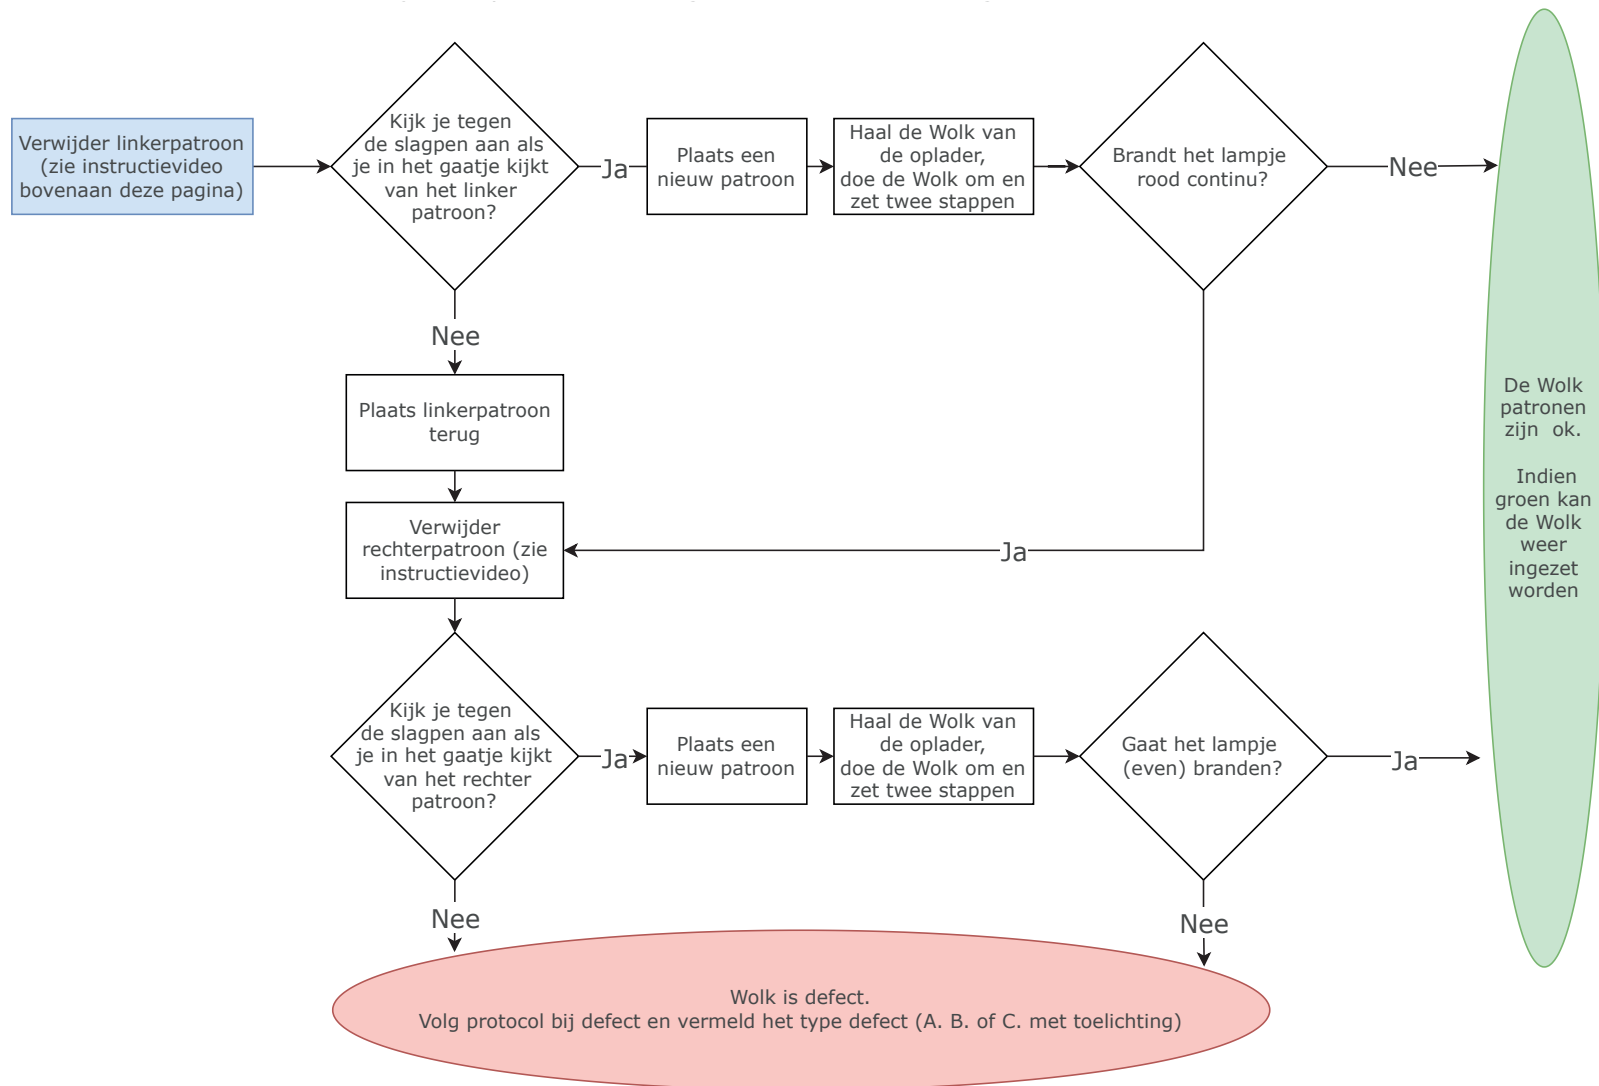 Verwijder linkerpatroon
(zie instructievideo
bovenaan deze pagina)
Kijk je tegen
de slagpen aan als
je in het gaatje kijkt
van het linker
patroon?
Ja
Plaats een
nieuw patroon
Haal de Wolk van
de oplader,
doe de Wolk om en
zet twee stappen
Brandt het lampje
rood continu?
Nee
Nee
Plaats linkerpatroon
terug
Verwijder
rechterpatroon (zie
instructievideo)
Ja
De Wolk
patronen
zijn ok.
Indien
groen kan
de Wolk
weer
ingezet
worden
Kijk je tegen
de slagpen aan als
je in het gaatje kijkt
van het rechter
patroon?
Ja
Plaats een
nieuw patroon
Haal de Wolk van
de oplader,
doe de Wolk om en
zet twee stappen
Gaat het lampje
(even) branden?
Ja
Nee
Nee
Wolk is defect.
Volg protocol bij defect en vermeld het type defect (A. B. of C. met toelichting)